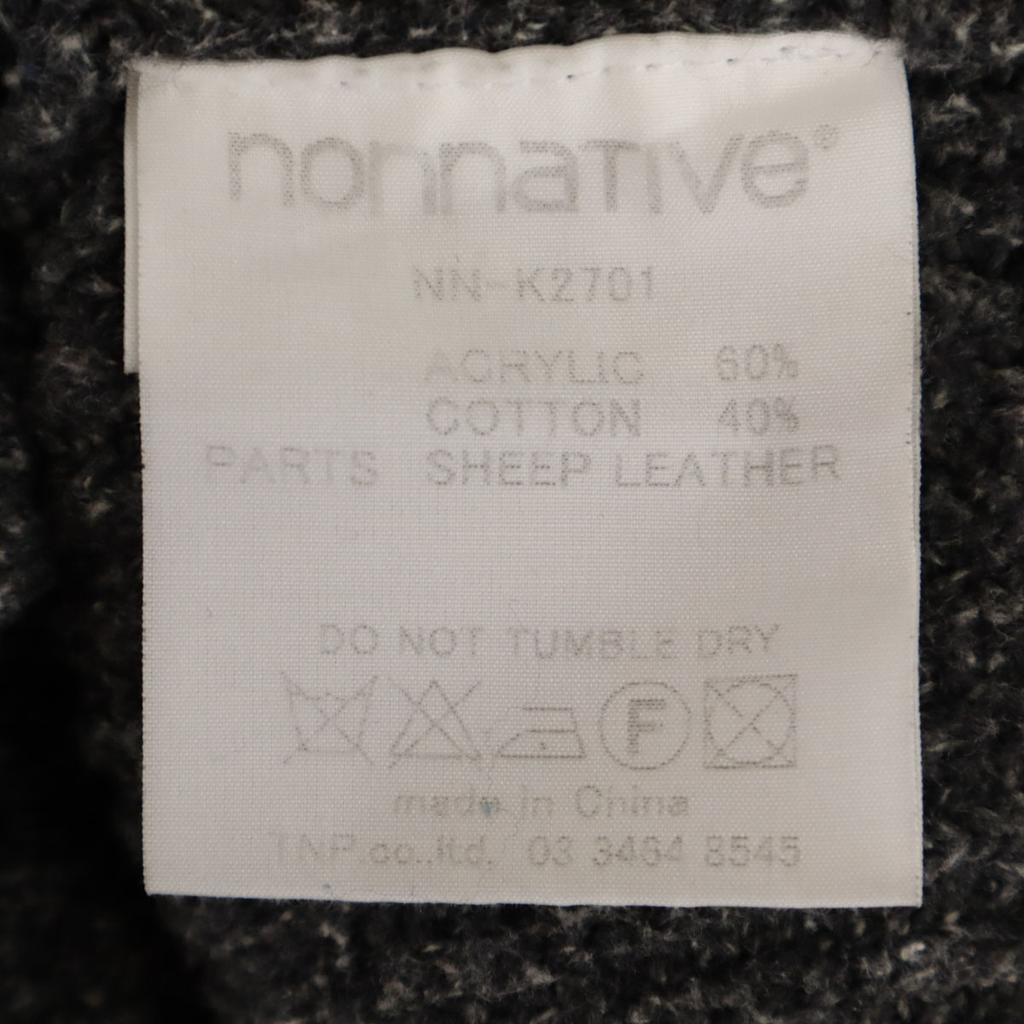 nonnative®
NN-K2701
ACRYLIC 60%
COTTON 40%
PARTS SHEEP LEATHER
DO NOT TUMBLE DRY
F
made in China
TNP.co.,ltd. 03 3464 8545